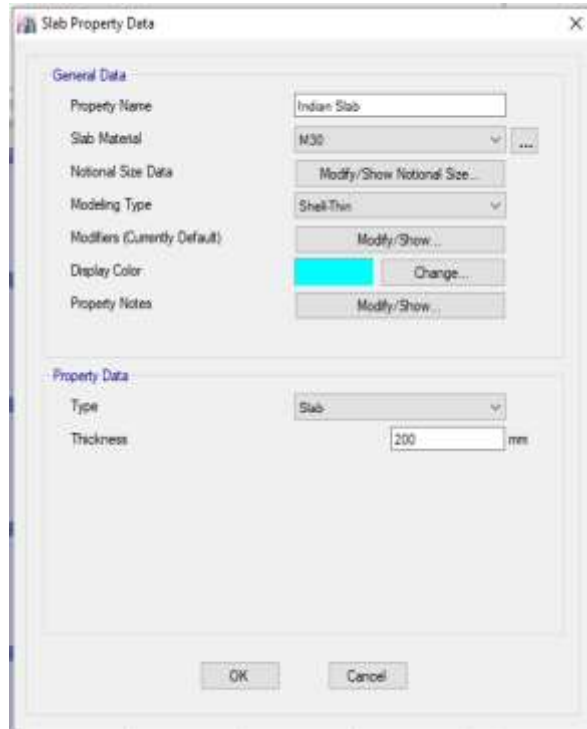 Slab Property Data
General Data
Property Name Indian Slab
Slab Material M30 ...
Notional Size Data Modify/Show Notional Size...
Modeling Type Shell-Thin
Modifiers (Currently Default) Modify/Show...
Display Color Change...
Property Notes Modify/Show...
Property Data
Type Slab
Thickness 200 mm
OK Cancel